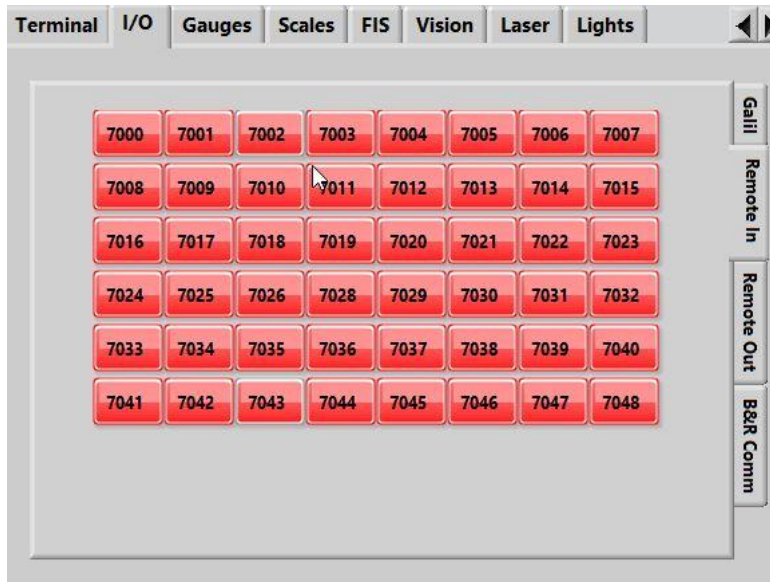 Terminal I/O Gauges Scales FIS Vision Laser Lights
7000 7001 7002 7003 7004 7005 7006 7007
7008 7009 7010 7011 7012 7013 7014 7015
7016 7017 7018 7019 7020 7021 7022 7023
7024 7025 7026 7028 7029 7030 7031 7032
7033 7034 7035 7036 7037 7038 7039 7040
7041 7042 7043 7044 7045 7046 7047 7048
Galil
Remote In
Remote Out
B&R Comm